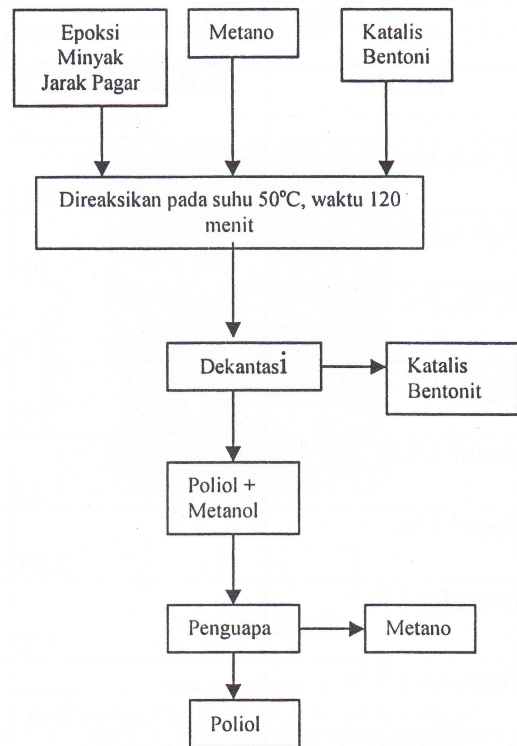 Epoksi
Minyak
Jarak Pagar
Metano
Katalis
Bentoni
Direaksikan pada suhu 50°C, waktu 120
menit
Dekantasi
Katalis
Bentonit
Poliol +
Metanol
Penguapa
Metano
Poliol